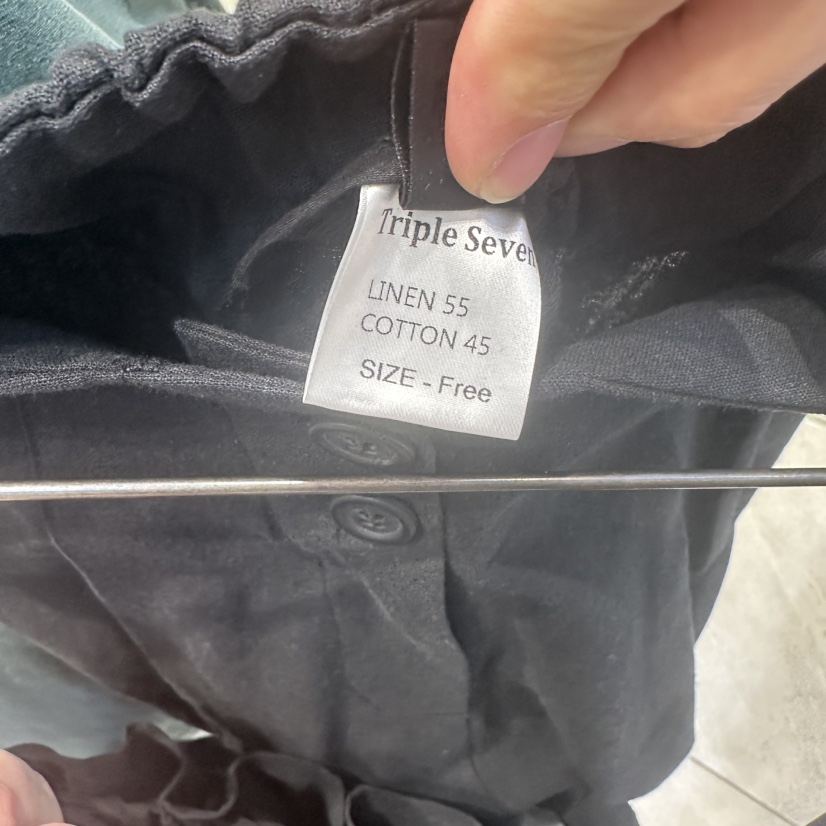 Triple Seven
LINEN 55
COTTON 45
SIZE - Free